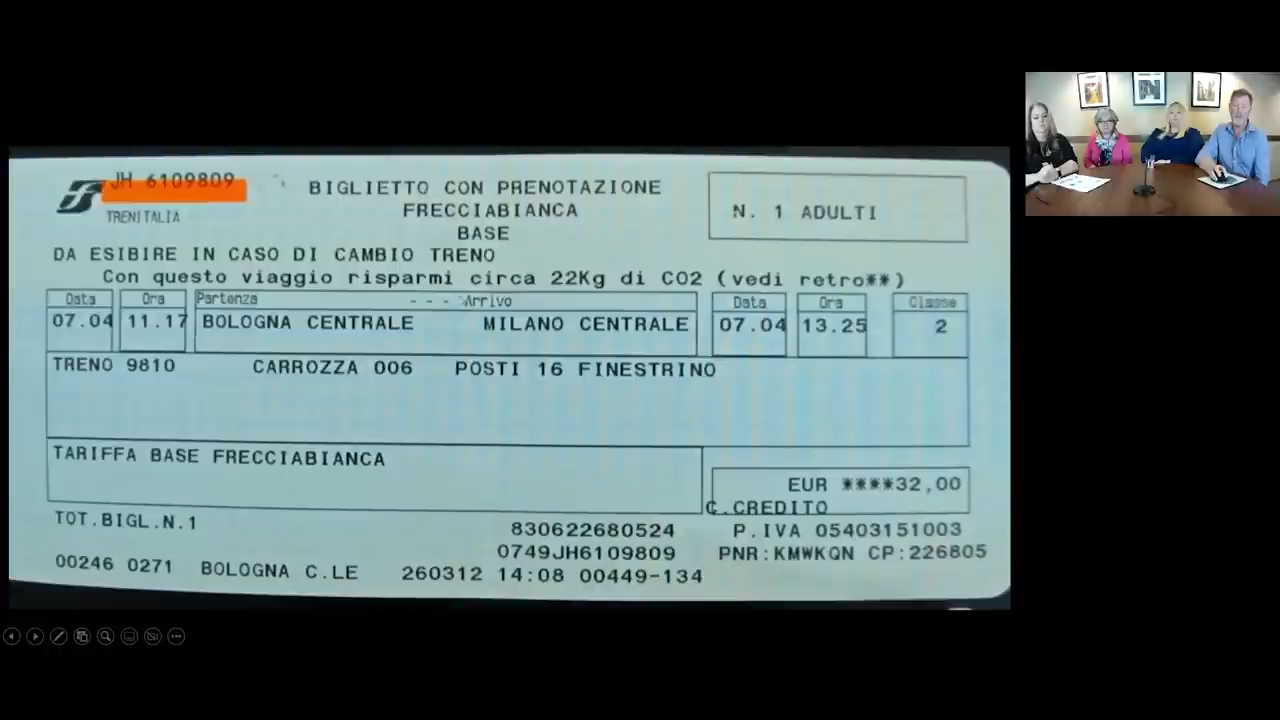 JH 6109809
TRENITALIA
BIGLIETTO CON PRENOTAZIONE
FRECCIABIANCA
BASE
N. 1 ADULTI
DA ESIBIRE IN CASO DI CAMBIO TRENO
Con questo viaggio risparmi circa 22Kg di CO2 (vedi retro**)
Data Ora Partenza - - - Arrivo Data Ora Classe
07.04 11.17 BOLOGNA CENTRALE MILANO CENTRALE 07.04 13.25 2
TRENO 9810 CARROZZA 006 POSTI 16 FINESTRINO
TARIFFA BASE FRECCIABIANCA
EUR ****32,00
C.CREDITO
TOT.BIGL.N.1 830622680524 P.IVA 05403151003
0749JH6109809 PNR:KMWKQN CP:226805
00246 0271 BOLOGNA C.LE 260312 14:08 00449-134